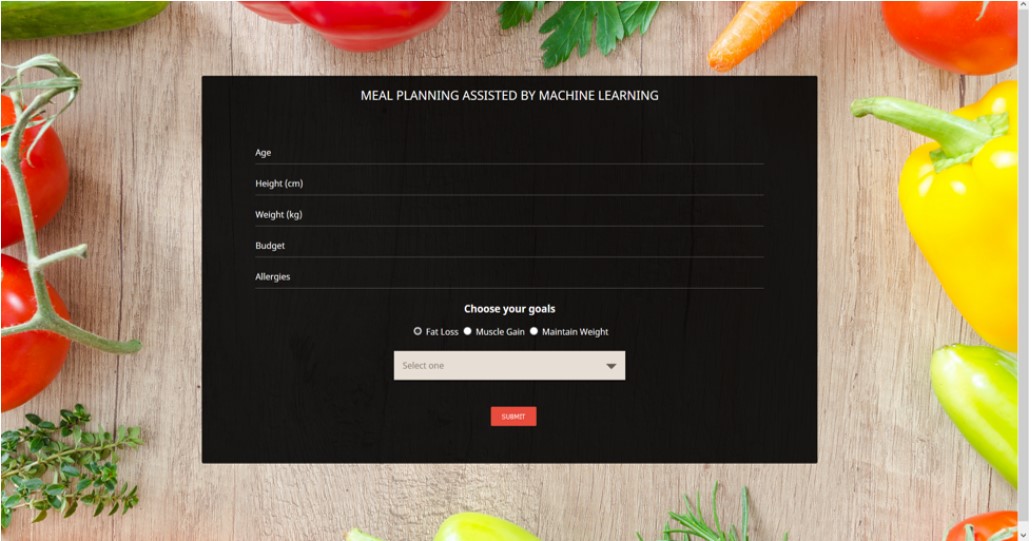 MEAL PLANNING ASSISTED BY MACHINE LEARNING
Age
Height (cm)
Weight (kg)
Budget
Allergies
Choose your goals
Fat Loss Muscle Gain Maintain Weight
Select one
SUBMIT